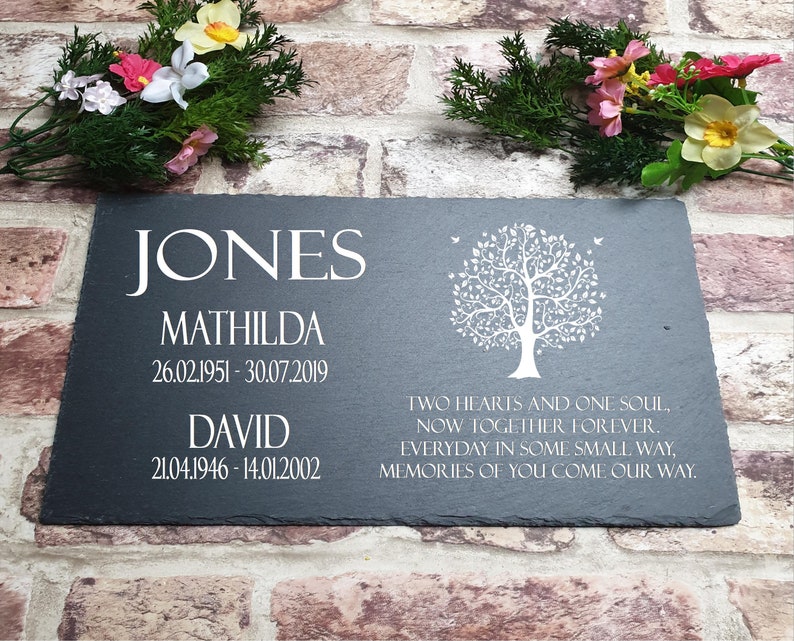 JONES
MATHILDA
26.02.1951 - 30.07.2019
DAVID
21.04.1946 - 14.01.2002
TWO HEARTS AND ONE SOUL,
NOW TOGETHER FOREVER.
EVERYDAY IN SOME SMALL WAY,
MEMORIES OF YOU COME OUR WAY.